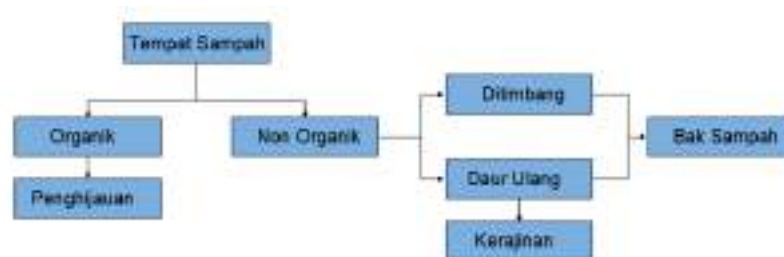 Tempat Sampah
Organik
Non Organik
Ditimbang
Bak Sampah
Penghijauan
Daur Ulang
Kerajinan